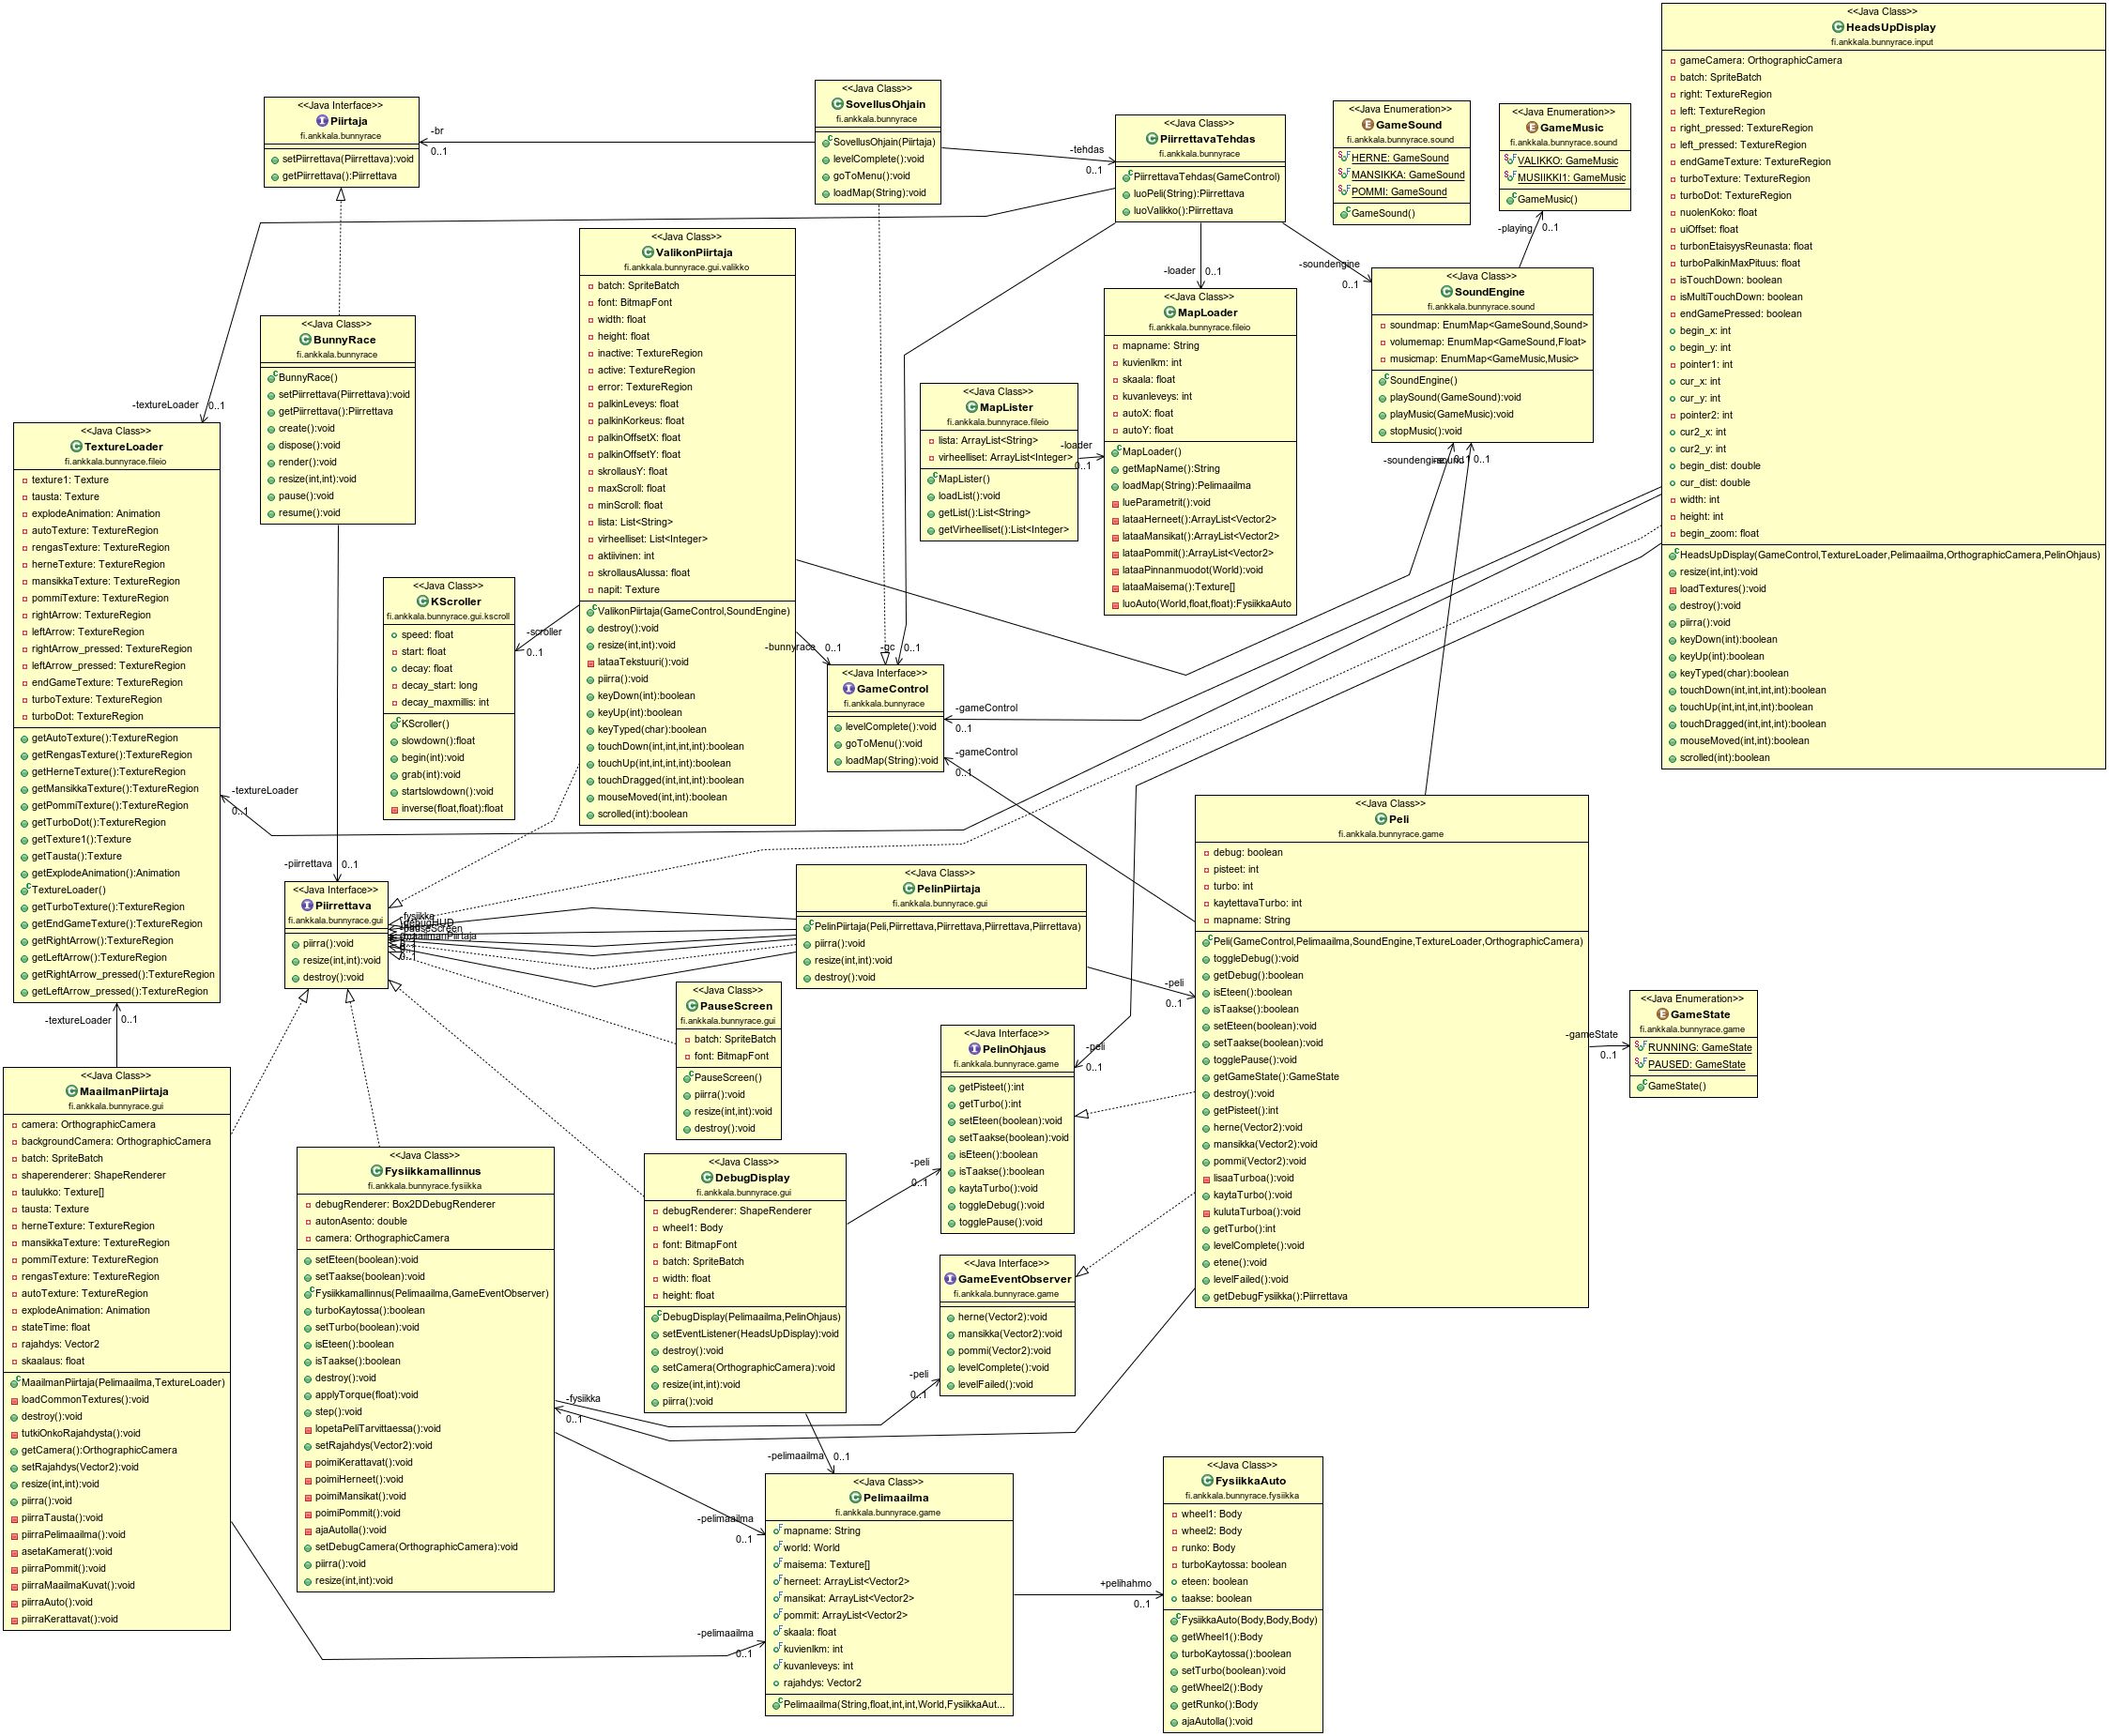 <<Java Class>>
HeadsUpDisplay
fi.ankkala.bunnyrace.input
gameCamera: OrthographicCamera
batch: SpriteBatch
right: TextureRegion
left: TextureRegion
right_pressed: TextureRegion
left_pressed: TextureRegion
endGameTexture: TextureRegion
turboTexture: TextureRegion
turboDot: TextureRegion
nuolenKoko: float
uiOffset: float
turbonEtaisyysReunasta: float
turboPalkinMaxPituus: float
isTouchDown: boolean
isMultiTouchDown: boolean
endGamePressed: boolean
begin_x: int
begin_y: int
pointer1: int
cur_x: int
cur_y: int
pointer2: int
cur2_x: int
cur2_y: int
begin_dist: double
cur_dist: double
width: int
height: int
begin_zoom: float
HeadsUpDisplay(GameControl,TextureLoader,Pelimaailma,OrthographicCamera,PelinOhjaus)
resize(int,int):void
loadTextures():void
destroy():void
piirra():void
keyDown(int):boolean
keyUp(int):boolean
keyTyped(char):boolean
touchDown(int,int,int,int):boolean
touchUp(int,int,int,int):boolean
touchDragged(int,int,int):boolean
mouseMoved(int,int):boolean
scrolled(int):boolean
<<Java Interface>>
Piirtaja
fi.ankkala.bunnyrace
setPiirrettava(Piirrettava):void
getPiirrettava():Piirrettava
-br
0..1
<<Java Class>>
SovellusOhjain
fi.ankkala.bunnyrace
SovellusOhjain(Piirtaja)
levelComplete():void
goToMenu():void
loadMap(String):void
-tehdas
0..1
<<Java Class>>
PiirrettavaTehdas
fi.ankkala.bunnyrace
PiirrettavaTehdas(GameControl)
luoPeli(String):Piirrettava
luoValikko():Piirrettava
<<Java Enumeration>>
GameSound
fi.ankkala.bunnyrace.sound
HERNE: GameSound
MANSIKKA: GameSound
POMMI: GameSound
GameSound()
<<Java Enumeration>>
GameMusic
fi.ankkala.bunnyrace.sound
VALIKKO: GameMusic
MUSIIKKI1: GameMusic
GameMusic()
-playing
0..1
<<Java Class>>
ValikonPiirtaja
fi.ankkala.bunnyrace.gui.valikko
batch: SpriteBatch
font: BitmapFont
width: float
height: float
inactive: TextureRegion
active: TextureRegion
error: TextureRegion
palkinLeveys: float
palkinKorkeus: float
palkinOffsetX: float
palkinOffsetY: float
skrollausY: float
maxScroll: float
minScroll: float
lista: List<String>
virheelliset: List<Integer>
aktiivinen: int
skrollausAlussa: float
napit: Texture
ValikonPiirtaja(GameControl,SoundEngine)
destroy():void
resize(int,int):void
lataaTekstuuri():void
piirra():void
keyDown(int):boolean
keyUp(int):boolean
keyTyped(char):boolean
touchDown(int,int,int,int):boolean
touchUp(int,int,int,int):boolean
touchDragged(int,int,int):boolean
mouseMoved(int,int):boolean
scrolled(int):boolean
-loader
0..1
-soundengine
0..1
<<Java Class>>
SoundEngine
fi.ankkala.bunnyrace.sound
soundmap: EnumMap<GameSound,Sound>
volumemap: EnumMap<GameSound,Float>
musicmap: EnumMap<GameMusic,Music>
SoundEngine()
playSound(GameSound):void
playMusic(GameMusic):void
stopMusic():void
-soundengine
0..1
<<Java Class>>
MapLoader
fi.ankkala.bunnyrace.fileio
mapname: String
kuvienlkm: int
skaala: float
kuvanleveys: int
autoX: float
autoY: float
MapLoader()
getMapName():String
loadMap(String):Pelimaailma
lueParametrit():void
lataaHerneet():ArrayList<Vector2>
lataaMansikat():ArrayList<Vector2>
lataaPommit():ArrayList<Vector2>
lataaPinnanmuodot(World):void
lataaMaisema():Texture[]
luoAuto(World,float,float):FysiikkaAuto
<<Java Class>>
BunnyRace
fi.ankkala.bunnyrace
BunnyRace()
setPiirrettava(Piirrettava):void
getPiirrettava():Piirrettava
create():void
dispose():void
render():void
resize(int,int):void
pause():void
resume():void
<<Java Class>>
MapLister
fi.ankkala.bunnyrace.fileio
lista: ArrayList<String>
virheelliset: ArrayList<Integer>
MapLister()
loadList():void
getList():List<String>
getVirheelliset():List<Integer>
-loader
0..1
-textureLoader
0..1
<<Java Class>>
TextureLoader
fi.ankkala.bunnyrace.fileio
texture1: Texture
tausta: Texture
explodeAnimation: Animation
autoTexture: TextureRegion
rengasTexture: TextureRegion
herneTexture: TextureRegion
mansikkaTexture: TextureRegion
pommiTexture: TextureRegion
rightArrow: TextureRegion
leftArrow: TextureRegion
rightArrow_pressed: TextureRegion
leftArrow_pressed: TextureRegion
endGameTexture: TextureRegion
turboTexture: TextureRegion
turboDot: TextureRegion
getAutoTexture():TextureRegion
getRengasTexture():TextureRegion
getHerneTexture():TextureRegion
getMansikkaTexture():TextureRegion
getPommiTexture():TextureRegion
getTurboDot():TextureRegion
getTexture1():Texture
getTausta():Texture
getExplodeAnimation():Animation
TextureLoader()
getTurboTexture():TextureRegion
getEndGameTexture():TextureRegion
getRightArrow():TextureRegion
getLeftArrow():TextureRegion
getRightArrow_pressed():TextureRegion
getLeftArrow_pressed():TextureRegion
-textureLoader
0..1
-textureLoader
0..1
<<Java Class>>
KScroller
fi.ankkala.bunnyrace.gui.kscroll
speed: float
start: float
decay: float
decay_start: long
decay_maxmillis: int
KScroller()
slowdown():float
begin(int):void
grab(int):void
startslowdown():void
inverse(float,float):float
-scroller
0..1
-bunnyrace
0..1
-gc
0..1
<<Java Interface>>
GameControl
fi.ankkala.bunnyrace
levelComplete():void
goToMenu():void
loadMap(String):void
-gameControl
0..1
-gameControl
0..1
-piirrettava
0..1
<<Java Interface>>
Piirrettava
fi.ankkala.bunnyrace.gui
piirra():void
resize(int,int):void
destroy():void
-fysiikka
-debugHUD
-pauseScreen
0..1
<<Java Class>>
PelinPiirtaja
fi.ankkala.bunnyrace.gui
PelinPiirtaja(Peli,Piirrettava,Piirrettava,Piirrettava,Piirrettava)
piirra():void
resize(int,int):void
destroy():void
-peli
0..1
<<Java Class>>
Peli
fi.ankkala.bunnyrace.game
debug: boolean
pisteet: int
turbo: int
kaytettavaTurbo: int
mapname: String
Peli(GameControl,Pelimaailma,SoundEngine,TextureLoader,OrthographicCamera)
toggleDebug():void
getDebug():boolean
isEteen():boolean
isTaakse():boolean
setEteen(boolean):void
setTaakse(boolean):void
togglePause():void
getGameState():GameState
destroy():void
getPisteet():int
herne(Vector2):void
mansikka(Vector2):void
pommi(Vector2):void
lisaaTurboa():void
kaytaTurbo():void
kulutaTurboa():void
getTurbo():int
levelComplete():void
etene():void
levelFailed():void
getDebugFysiikka():Piirrettava
-gameState
0..1
<<Java Enumeration>>
GameState
fi.ankkala.bunnyrace.game
RUNNING: GameState
PAUSED: GameState
GameState()
<<Java Class>>
PauseScreen
fi.ankkala.bunnyrace.gui
batch: SpriteBatch
font: BitmapFont
PauseScreen()
piirra():void
resize(int,int):void
destroy():void
<<Java Interface>>
PelinOhjaus
fi.ankkala.bunnyrace.game
getPisteet():int
getTurbo():int
setEteen(boolean):void
setTaakse(boolean):void
isEteen():boolean
isTaakse():boolean
kaytaTurbo():void
toggleDebug():void
togglePause():void
-peli
0..1
-peli
0..1
<<Java Class>>
MaailmanPiirtaja
fi.ankkala.bunnyrace.gui
camera: OrthographicCamera
backgroundCamera: OrthographicCamera
batch: SpriteBatch
shaperenderer: ShapeRenderer
taulukko: Texture[]
tausta: Texture
herneTexture: TextureRegion
mansikkaTexture: TextureRegion
pommiTexture: TextureRegion
rengasTexture: TextureRegion
autoTexture: TextureRegion
explodeAnimation: Animation
stateTime: float
rajahdys: Vector2
skaalaus: float
MaailmanPiirtaja(Pelimaailma,TextureLoader)
loadCommonTextures():void
destroy():void
tutkiOnkoRajahdysta():void
getCamera():OrthographicCamera
setRajahdys(Vector2):void
resize(int,int):void
piirra():void
piirraTausta():void
piirraPelimaailma():void
asetaKamerat():void
piirraPommit():void
piirraMaailmaKuvat():void
piirraAuto():void
piirraKerattavat():void
<<Java Class>>
Fysiikkamallinnus
fi.ankkala.bunnyrace.fysiikka
debugRenderer: Box2DDebugRenderer
autonAsento: double
camera: OrthographicCamera
setEteen(boolean):void
setTaakse(boolean):void
Fysiikkamallinnus(Pelimaailma,GameEventObserver)
turboKaytossa():boolean
setTurbo(boolean):void
isEteen():boolean
isTaakse():boolean
destroy():void
applyTorque(float):void
step():void
lopetaPeliTarvittaessa():void
setRajahdys(Vector2):void
poimiKerattavat():void
poimiHerneet():void
poimiMansikat():void
poimiPommit():void
ajaAutolla():void
setDebugCamera(OrthographicCamera):void
piirra():void
resize(int,int):void
-fysiikka
0..1
<<Java Class>>
DebugDisplay
fi.ankkala.bunnyrace.gui
debugRenderer: ShapeRenderer
wheel1: Body
font: BitmapFont
batch: SpriteBatch
width: float
height: float
DebugDisplay(Pelimaailma,PelinOhjaus)
setEventListener(HeadsUpDisplay):void
destroy():void
setCamera(OrthographicCamera):void
resize(int,int):void
piirra():void
<<Java Interface>>
GameEventObserver
fi.ankkala.bunnyrace.game
herne(Vector2):void
mansikka(Vector2):void
pommi(Vector2):void
levelComplete():void
levelFailed():void
-peli
0..1
-pelimaailma
0..1
-pelimaailma
0..1
-pelimaailma
0..1
<<Java Class>>
Pelimaailma
fi.ankkala.bunnyrace.game
mapname: String
world: World
maisema: Texture[]
herneet: ArrayList<Vector2>
mansikat: ArrayList<Vector2>
pommit: ArrayList<Vector2>
skaala: float
kuvienlkm: int
kuvanleveys: int
rajahdys: Vector2
Pelimaailma(String,float,int,int,World,FysiikkaAut...
+pelihahmo
0..1
<<Java Class>>
FysiikkaAuto
fi.ankkala.bunnyrace.fysiikka
wheel1: Body
wheel2: Body
runko: Body
turboKaytossa: boolean
eteen: boolean
taakse: boolean
FysiikkaAuto(Body,Body,Body)
getWheel1():Body
turboKaytossa():boolean
setTurbo(boolean):void
getWheel2():Body
getRunko():Body
ajaAutolla():void